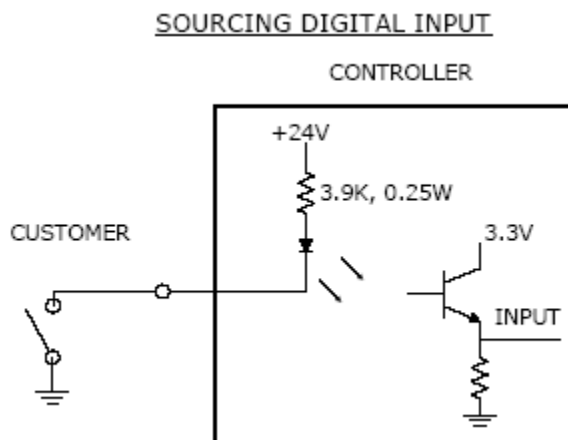 SOURCING DIGITAL INPUT
CONTROLLER
+24V
3.9K, 0.25W
CUSTOMER
3.3V
INPUT